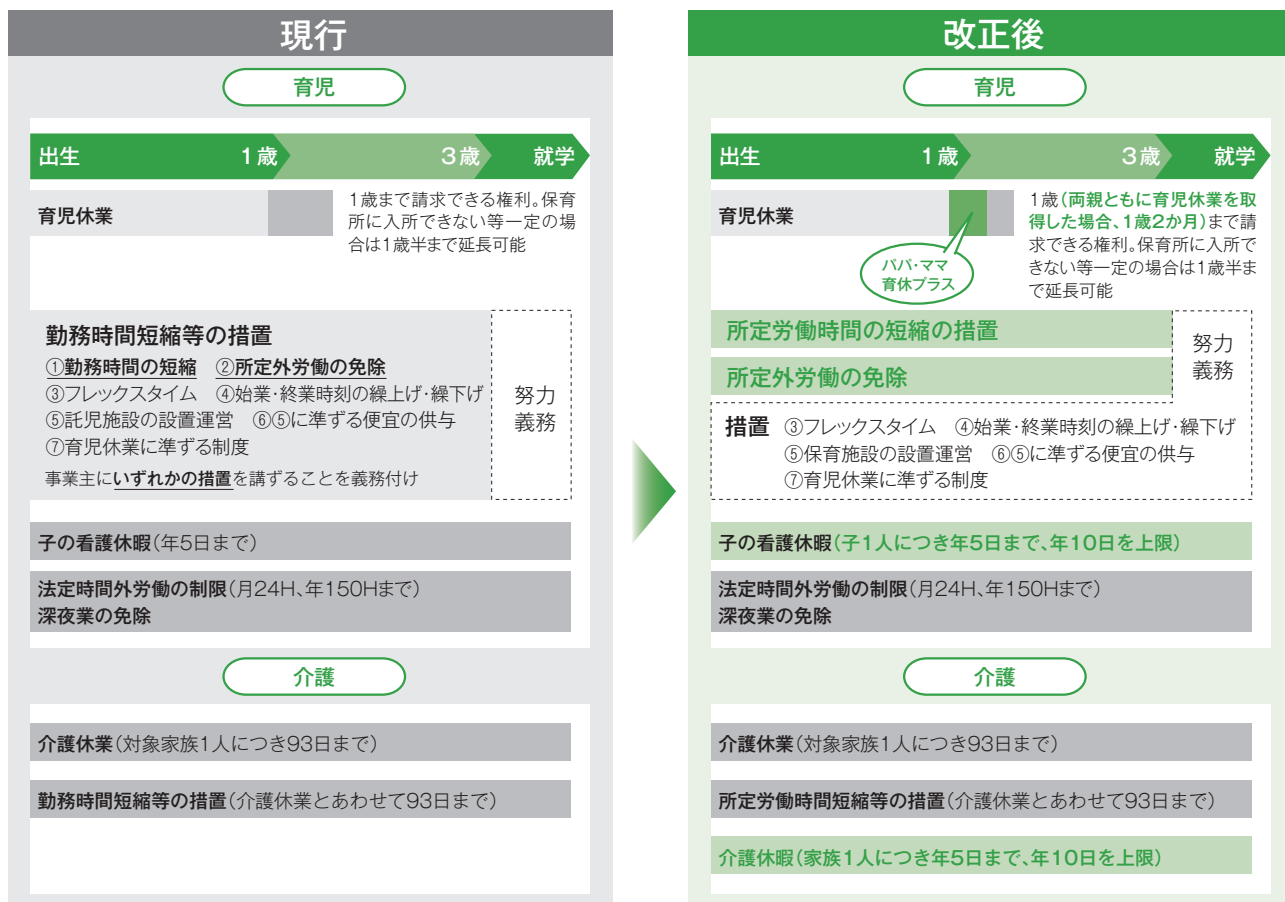 現行
育児
出生 1歳 3歳 就学
育児休業
1歳まで請求できる権利。保育
所に入所できない等一定の場
合は1歳半まで延長可能
勤務時間短縮等の措置
①勤務時間の短縮 ②所定外労働の免除
③フレックスタイム ④始業・終業時刻の繰上げ・繰下げ
⑤託児施設の設置運営 ⑥⑤に準ずる便宜の供与
⑦育児休業に準ずる制度
事業主にいずれかの措置を講ずることを義務付け
努力
義務
子の看護休暇(年5日まで)
法定時間外労働の制限(月24H、年150Hまで)
深夜業の免除
介護
介護休業(対象家族1人につき93日まで)
勤務時間短縮等の措置(介護休業とあわせて93日まで)
改正後
育児
出生 1歳 3歳 就学
育児休業
パパ・ママ
育休プラス
1歳(両親ともに育児休業を取
得した場合、1歳2か月)まで請
求できる権利。保育所に入所で
きない等一定の場合は1歳半ま
で延長可能
所定労働時間の短縮の措置
所定外労働の免除
努力
義務
措置 ③フレックスタイム ④始業・終業時刻の繰上げ・繰下げ
⑤保育施設の設置運営 ⑥⑤に準ずる便宜の供与
⑦育児休業に準ずる制度
子の看護休暇(子1人につき年5日まで、年10日を上限)
法定時間外労働の制限(月24H、年150Hまで)
深夜業の免除
介護
介護休業(対象家族1人につき93日まで)
所定労働時間短縮等の措置(介護休業とあわせて93日まで)
介護休暇(家族1人につき年5日まで、年10日を上限)